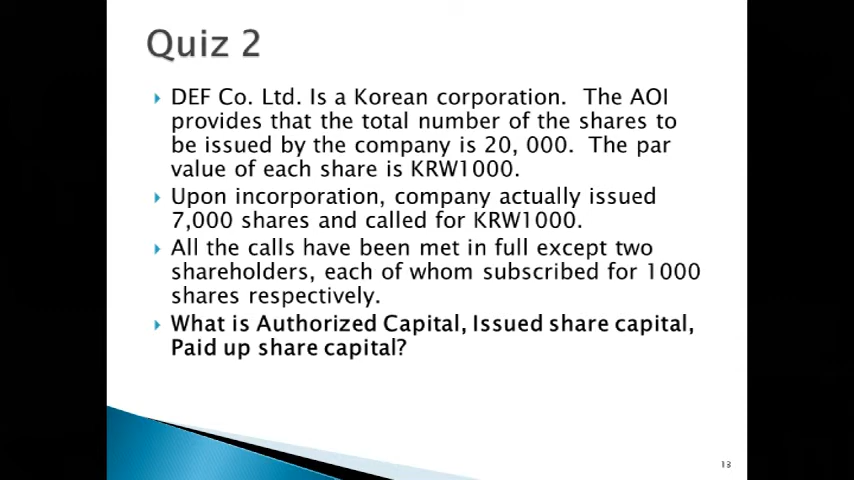 Quiz 2
DEF Co. Ltd. Is a Korean corporation. The AOI
provides that the total number of the shares to
be issued by the company is 20, 000. The par
value of each share is KRW1000.
Upon incorporation, company actually issued
7,000 shares and called for KRW1000.
All the calls have been met in full except two
shareholders, each of whom subscribed for 1000
shares respectively.
What is Authorized Capital, Issued share capital,
Paid up share capital?
13